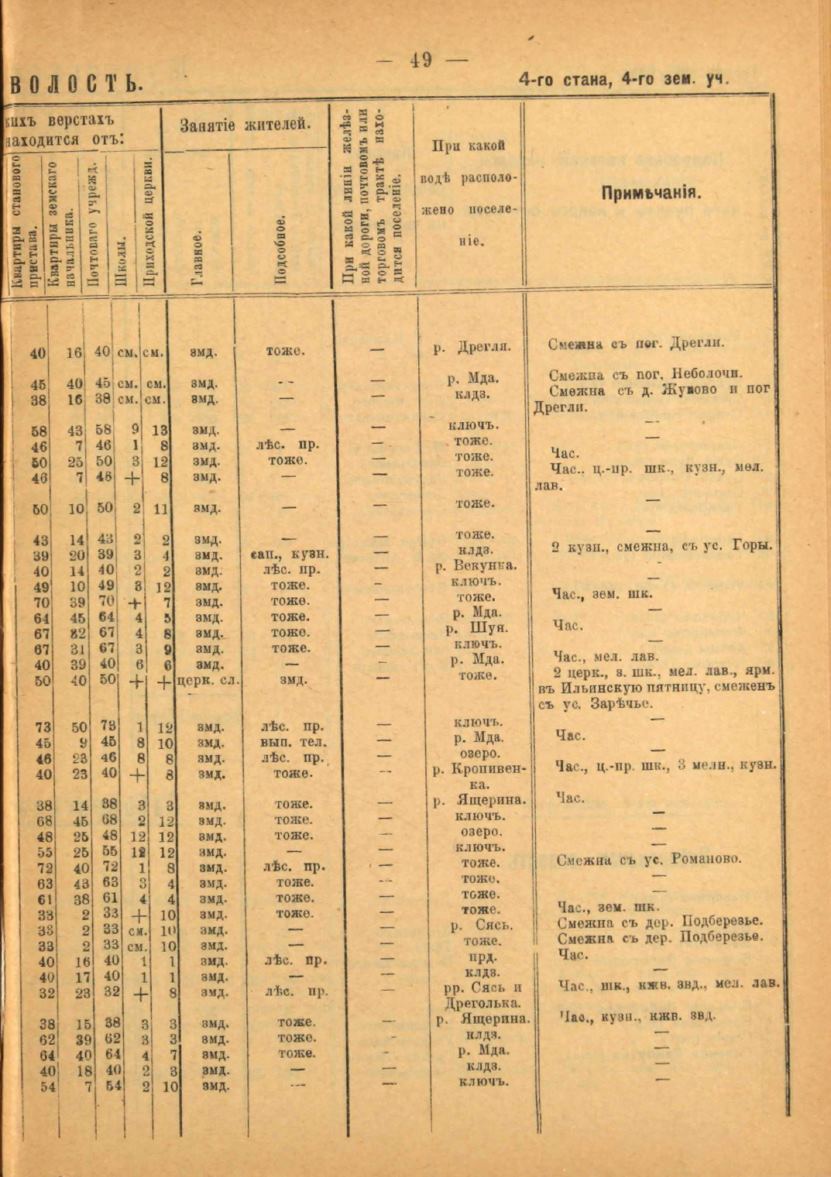 — 49 —
ВОЛОСТЬ.
4-го стана, 4-го зем. уч.
кихъ верстахъ
находится отъ:
Занятіе жителей.
Квартиры станового пристава.
Квартиры земскаго начальника.
Почтоваго учрежд.
Школы.
Приходской церкви.
Главное.
Подсобное.
При какой линіи желѣз-
ной дороги, почтовомъ или
торговомъ трактѣ нахо-
дится поселеніе.
При какой
водѣ располо-
жено поселе-
ніе.
Примѣчанія.
40 16 40 см. см. змд. тоже. — р. Дрегля. Смежна съ пог. Дрегли.
45 40 45 см. см. змд. -- — р. Мда. Смежна съ пог. Неболочи.
38 16 38 см. см. змд. — — клдз. Смежна съ д. Жуково и пог
Дрегли.
58 43 58 9 13 змд. — — ключъ. —
46 7 46 1 8 змд. лѣс. пр. — тоже. —
50 25 50 3 12 змд. тоже. — тоже. Час.
46 7 46 + 8 змд. — — тоже. Час.. ц.-пр. шк., кузн., мел.
лав.
50 10 50 2 11 змд. — — тоже. —
43 14 43 2 2 змд. — — тоже. —
39 20 39 3 4 змд. сап., кузн. — клдз. 2 кузн., смежна, съ ус. Горы.
40 14 40 2 2 змд. лѣс. пр. — р. Векунка.
49 10 49 3 12 змд. тоже. - ключъ. —
70 39 70 + 7 змд. тоже. — тоже. Час., зем. шк.
64 45 64 4 5 змд. тоже. — р. Мда. —
67 32 67 4 8 змд. тоже. — р. Шуя. Час.
67 31 67 3 9 змд. тоже. — ключъ. —
40 39 40 6 6 змд. — — р. Мда. Час., мел. лав.
50 40 50 + + церк. сл. змд. — тоже. 2 церк., з. шк., мел. лав., ярм.
въ Ильинскую пятницу, смеженъ
съ ус. Зарѣчье.
73 50 73 1 12 змд. лѣс. пр. — ключъ. —
45 9 45 8 10 змд. вып. тел. — р. Мда. Час.
46 23 46 8 8 змд. лѣс. пр. — озеро. —
40 23 40 + 8 змд. тоже. -- р. Кропивен-
ка. Час., ц.-пр. шк., 3 мелн., кузн.
38 14 38 3 3 змд. тоже. — р. Ящерина. Час.
68 45 68 2 12 змд. тоже. — ключъ. —
48 25 48 12 12 змд. тоже. — озеро. —
55 25 55 12 12 змд. — — ключъ. —
72 40 72 1 8 змд. лѣс. пр. — тоже. Смежна съ ус. Романово.
63 43 63 3 4 змд. тоже. — тоже. —
61 38 61 4 4 змд. тоже. — тоже. —
33 2 33 + 10 змд. тоже. — тоже. Час., зем. шк.
33 2 33 см. 10 змд. — — р. Сясь. Смежна съ дер. Подберезье.
33 2 33 см. 10 змд. — — тоже. Смежна съ дер. Подберезье.
40 16 40 1 1 змд. лѣс. пр. — прд. Час.
40 17 40 1 1 змд. — — клдз. —
32 23 32 + 8 змд. лѣс. пр. — рр. Сясь и
Дреголька. Час., шк., кжв. звд., мел. лав.
38 15 38 3 3 змд. тоже. — р. Ящерина. Час., кузн., кжв. звд.
62 39 62 3 3 змд. тоже. — клдз. —
64 40 64 4 7 змд. тоже. — р. Мда. —
40 18 40 2 3 змд. — — клдз. —
54 7 54 2 10 змд. — — ключъ. —